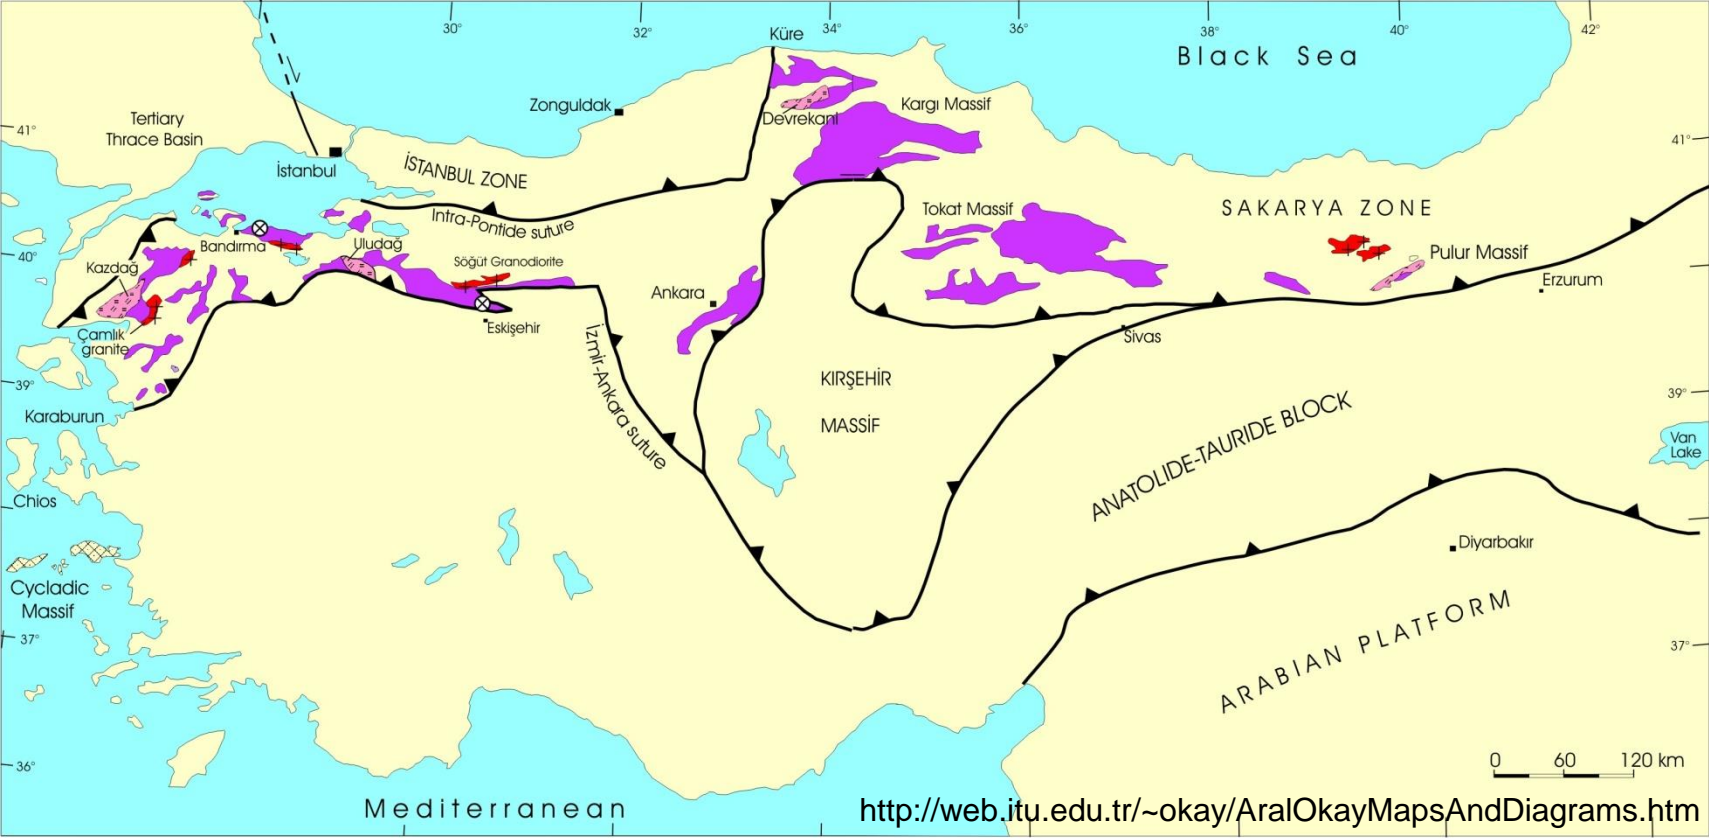 30°
32°
34°
36°
38°
40°
42°
Küre
Black Sea
Zonguldak
Kargı Massif
Devrekani
Tertiary
Thrace Basin
41°
41°
İstanbul
İSTANBUL ZONE
Intra-Pontide suture
Tokat Massif
SAKARYA ZONE
Bandırma
Uludağ
40°
Kazdağ
Söğüt Granodiorite
Pulur Massif
Ankara
Erzurum
Eskişehir
Çamlık
granite
Sivas
İzmir-Ankara suture
KIRŞEHİR
MASSİF
39°
39°
Karaburun
ANATOLIDE-TAURIDE BLOCK
Van
Lake
Chios
Diyarbakır
Cycladic
Massif
37°
37°
ARABIAN PLATFORM
36°
0 60 120 km
Mediterranean
http://web.itu.edu.tr/~okay/AralOkayMapsAndDiagrams.htm